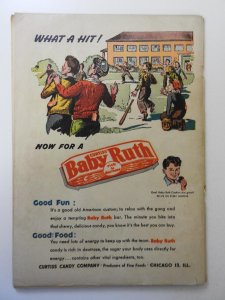 WHAT A HIT!
NOW FOR A
CURTISS
Baby Ruth
Good Fun:
It's a good old American custom, to relax with the gang and
enjoy a tempting Baby Ruth bar. The minute you bite into
that chewy, delicious candy, you know it's the best you can buy.
Good Food:
You need lots of energy to keep up with the team. Baby Ruth
candy is rich in dextrose, the sugar your body uses directly for
energy... contains other vital ingredients, too.
CURTISS CANDY COMPANY • Producers of Fine Foods • CHICAGO 13, ILL.